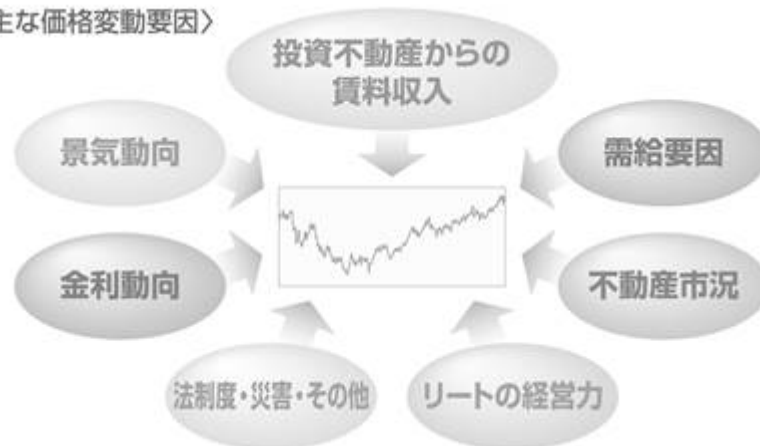 主な価格変動要因〉
投資不動産からの
賃料収入
景気動向
需給要因
金利動向
不動産市況
法制度・災害・その他
リートの経営力